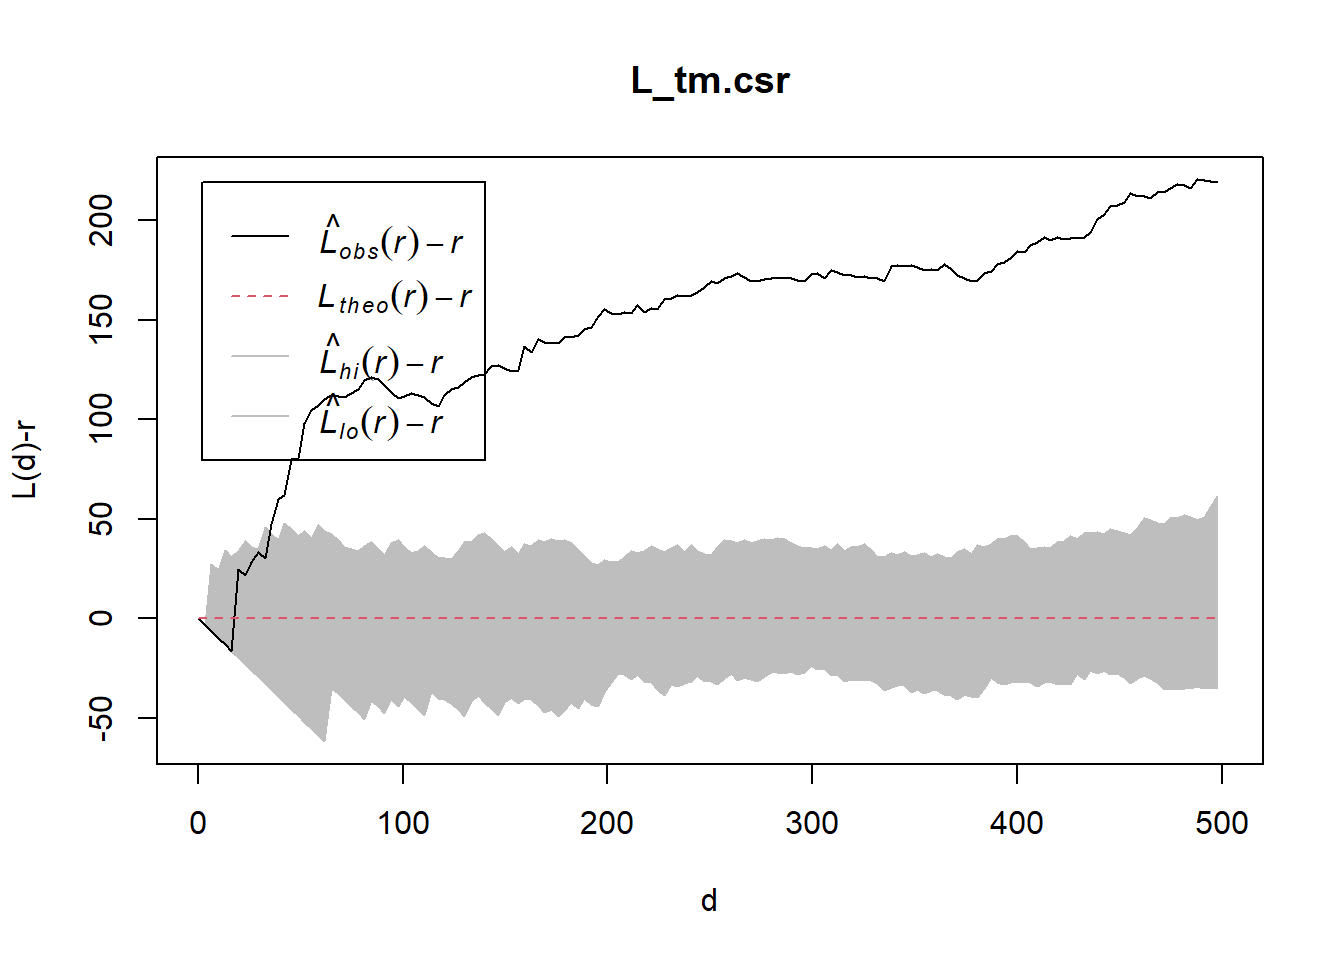 L_tm.csr
L(d)-r
200
150
100
50
0
-50
L̂obs(r) − r
Ltheo(r) − r
L̂hi(r) − r
L̂lo(r) − r
0 100 200 300 400 500
d